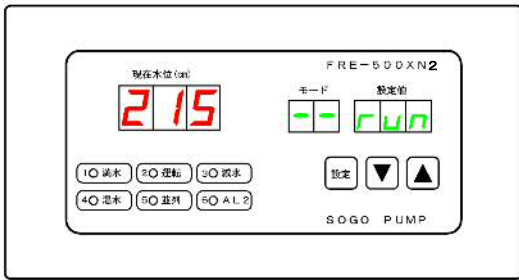 FRE-500XN2
現在水位(cm)
モード 設定値
215 -- run
1 満水 2 運転 3 減水
設定 ▼ ▲
4 渇水 5 並列 6 AL2
SOGO PUMP